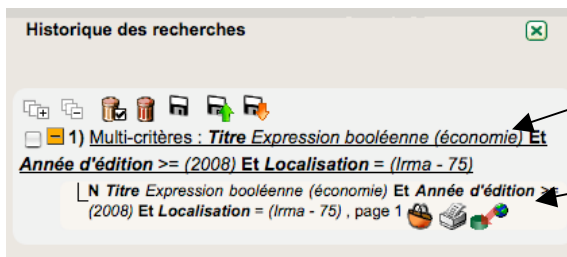 Historique des recherches
1) Multi-critères : Titre Expression booléenne (économie) Et
Année d'édition >= (2008) Et Localisation = (Irma - 75)
N Titre Expression booléenne (économie) Et Année d'édition >=
(2008) Et Localisation = (Irma - 75) , page 1